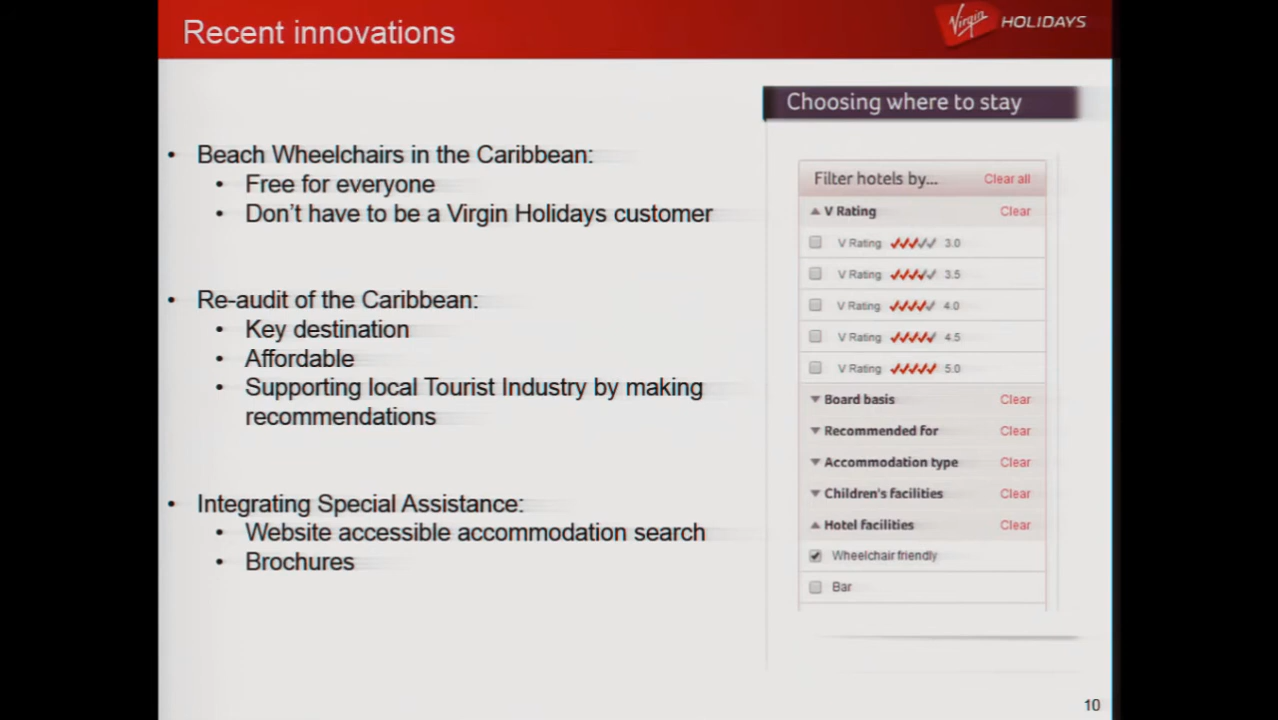 Recent innovations
Virgin HOLIDAYS
Beach Wheelchairs in the Caribbean:
Free for everyone
Don't have to be a Virgin Holidays customer
Re-audit of the Caribbean:
Key destination
Affordable
Supporting local Tourist Industry by making
recommendations
Integrating Special Assistance:
Website accessible accommodation search
Brochures
Choosing where to stay
Filter hotels by... Clear all
V Rating Clear
V Rating 3.0
V Rating 3.5
V Rating 4.0
V Rating 4.5
V Rating 5.0
Board basis Clear
Recommended for Clear
Accommodation type Clear
Children's facilities Clear
Hotel facilities Clear
Wheelchair friendly
Bar
10